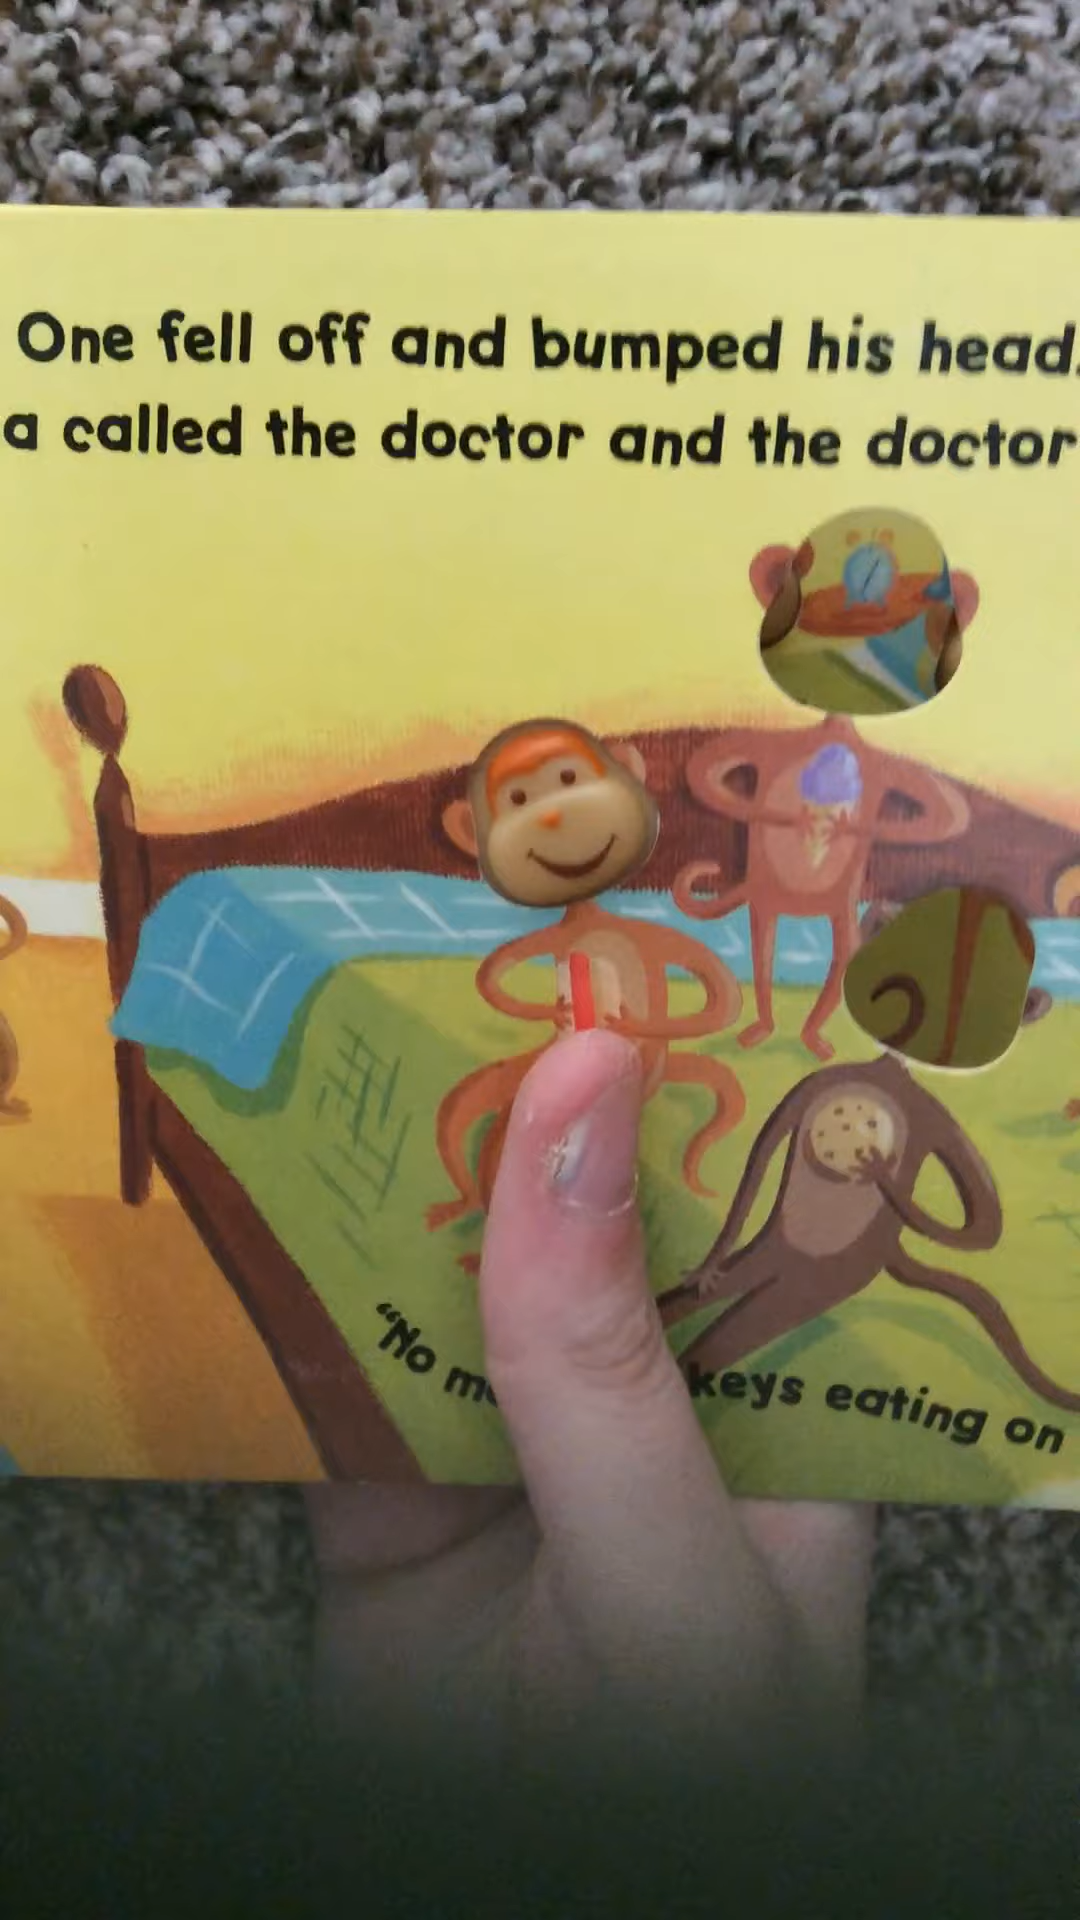 One fell off and bumped his head.
a called the doctor and the doctor
"No keys eating on